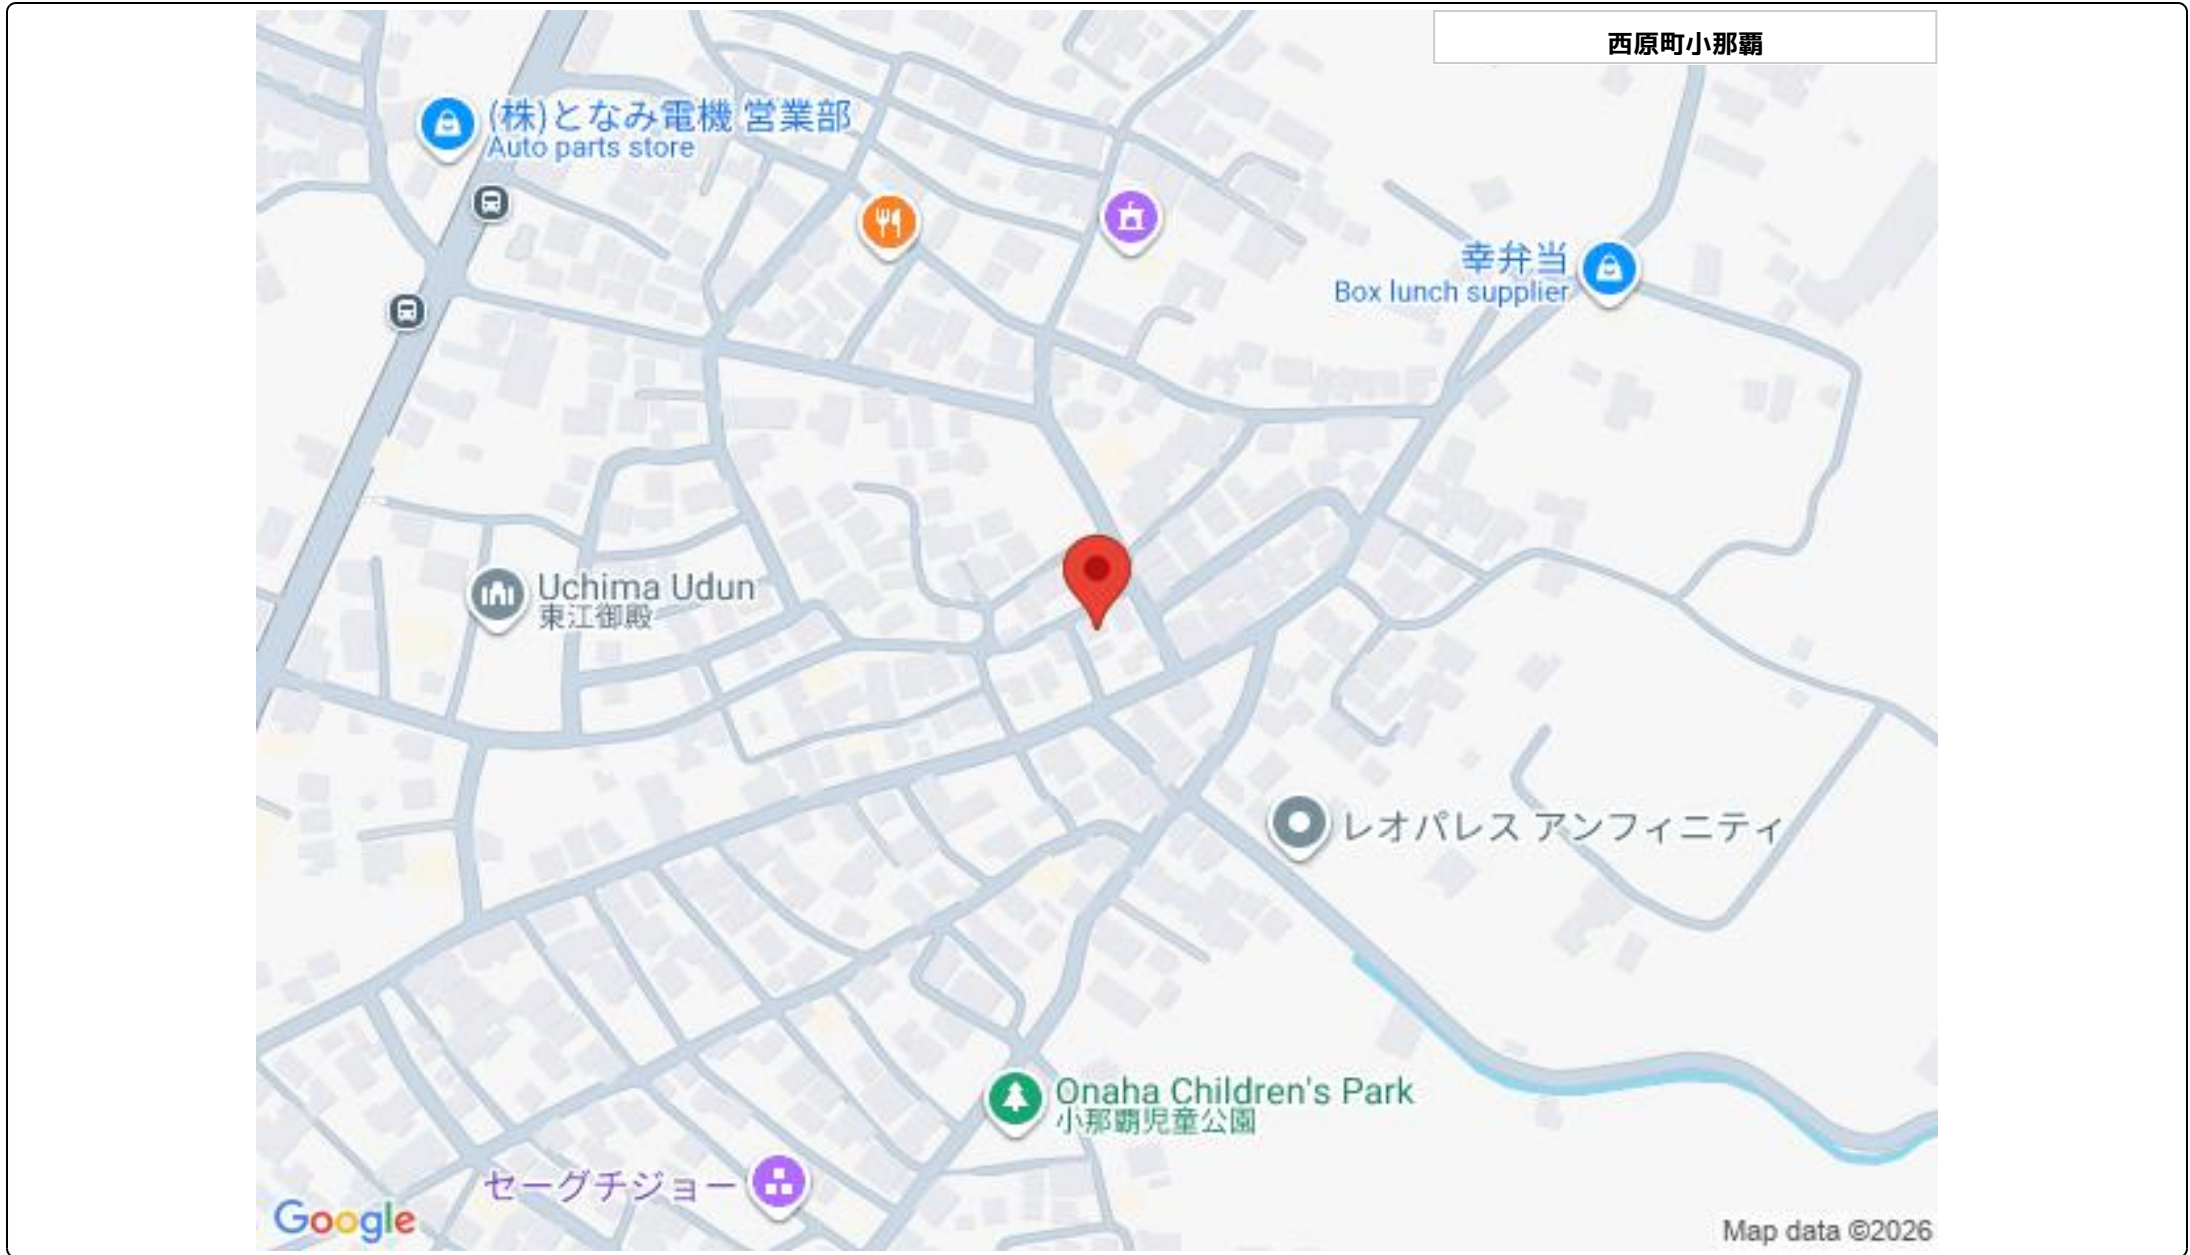 西原町小那覇
(株)となみ電機 営業部
Auto parts store
幸弁当
Box lunch supplier
Uchima Udun
東江御殿
レオパレス アンフィニティ
Onaha Children's Park
小那覇児童公園
セーグチジョー
Google
Map data ©2026